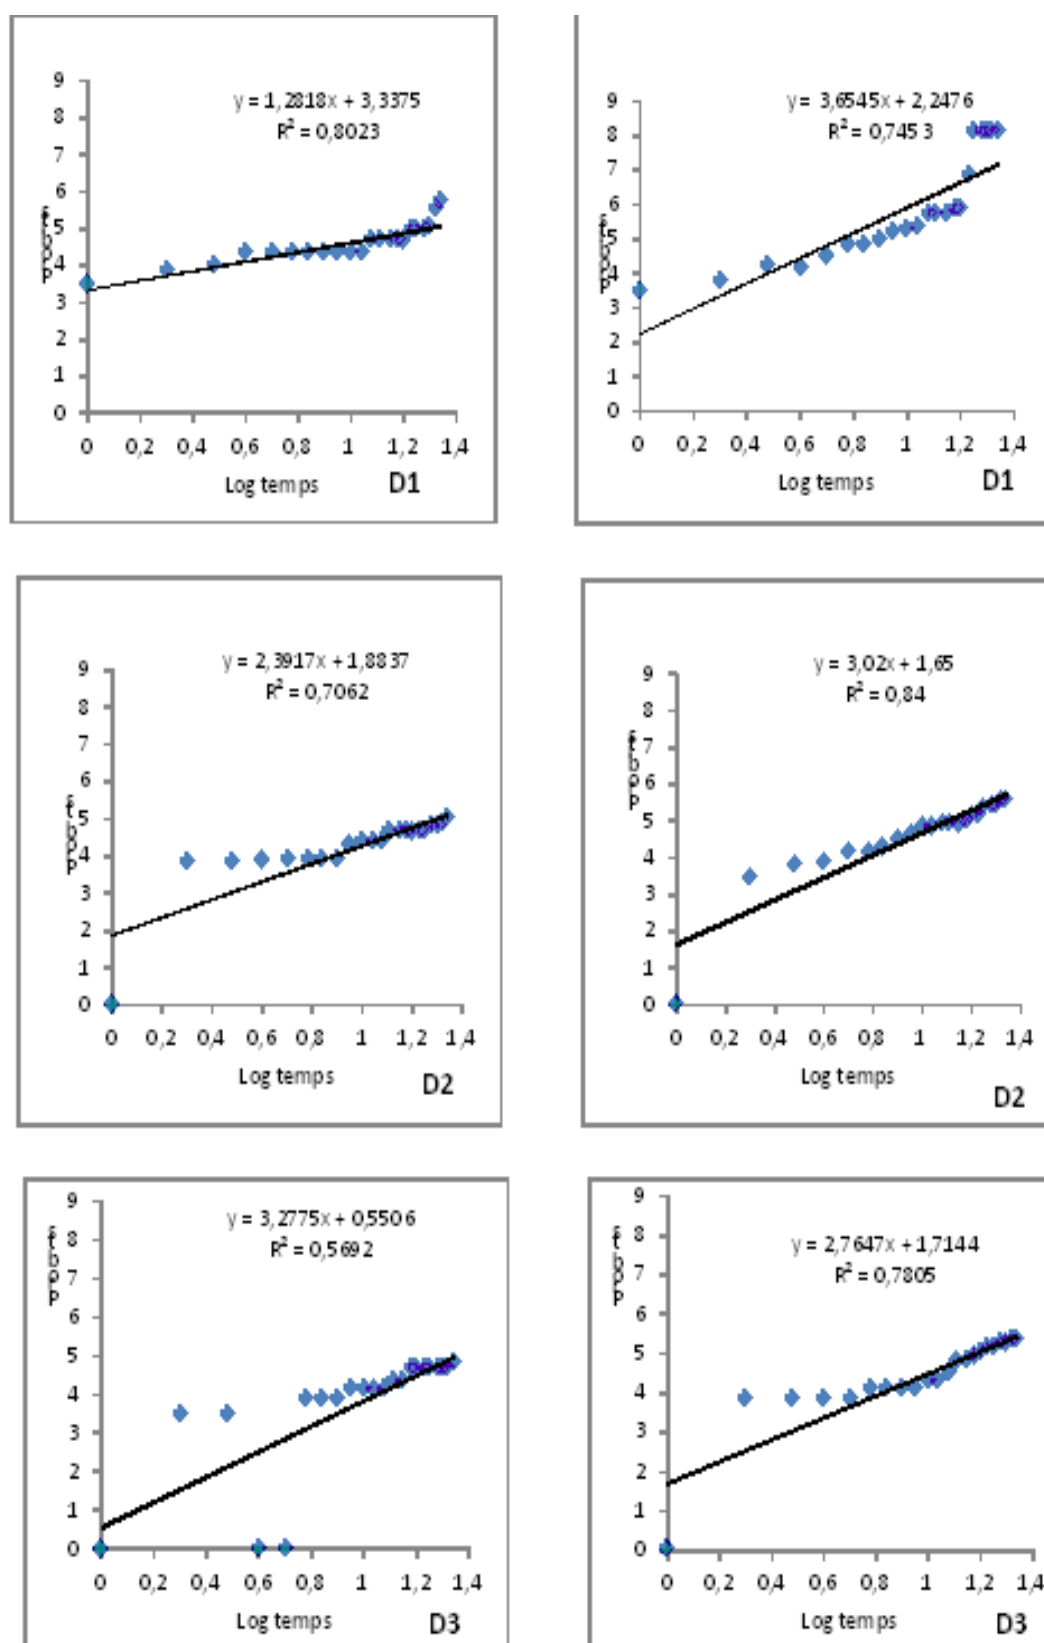 y = 1,2818x + 3,3375
R² = 0,8023
9
8
7
6
5
4
3
2
1
0
0 0,2 0,4 0,6 0,8 1 1,2 1,4
Log temps
D1
y = 3,6545x + 2,2476
R² = 0,7453
9
8
7
6
5
4
3
2
1
0
0 0,2 0,4 0,6 0,8 1 1,2 1,4
Log temps
D1
y = 2,3917x + 1,8837
R² = 0,7062
9
8
7
6
5
4
3
2
1
0
0 0,2 0,4 0,6 0,8 1 1,2 1,4
Log temps
D2
y = 3,02x + 1,65
R² = 0,84
9
8
7
6
5
4
3
2
1
0
0 0,2 0,4 0,6 0,8 1 1,2 1,4
Log temps
D2
y = 3,2775x + 0,5506
R² = 0,5692
9
8
7
6
5
4
3
2
1
0
0 0,2 0,4 0,6 0,8 1 1,2 1,4
Log temps
D3
y = 2,7647x + 1,7144
R² = 0,7805
9
8
7
6
5
4
3
2
1
0
0 0,2 0,4 0,6 0,8 1 1,2 1,4
Log temps
D3